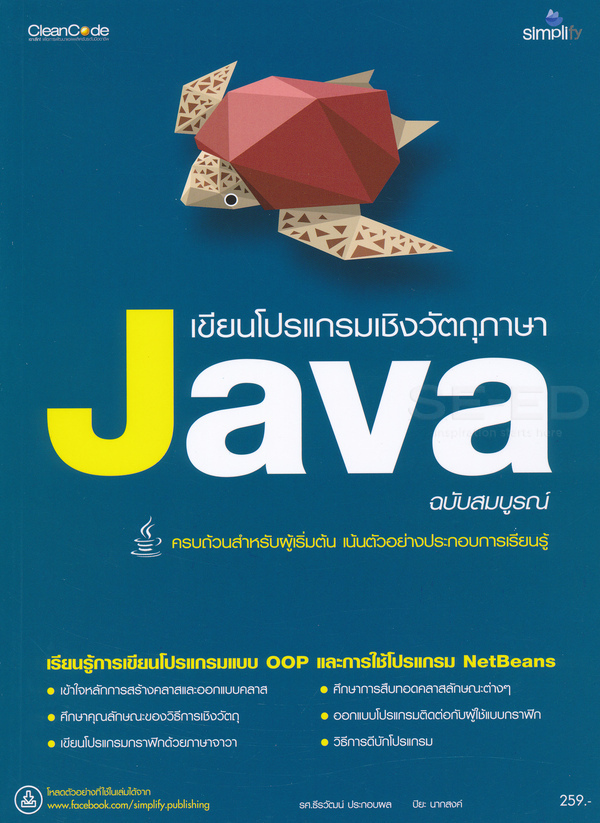 CleanCode
simplify
เขียนโปรแกรมเชิงวัตถุภาษา
Java
SE-ED
inspiration starts here
ฉบับสมบูรณ์
ครบถ้วนสำหรับผู้เริ่มต้น เน้นตัวอย่างประกอบการเรียนรู้
เรียนรู้การเขียนโปรแกรมแบบ OOP และการใช้โปรแกรม NetBeans
• เข้าใจหลักการสร้างคลาสและออกแบบคลาส
• ศึกษาคุณลักษณะของวิธีการเชิงวัตถุ
• เขียนโปรแกรมกราฟิกด้วยภาษาจาวา
• ศึกษาการสืบทอดคลาสลักษณะต่างๆ
• ออกแบบโปรแกรมติดต่อกับผู้ใช้แบบกราฟิก
• วิธีการดีบักโปรแกรม
โหลดตัวอย่างที่ใช้ในเล่มได้จาก
www.facebook.com/simplify.publishing
รศ.ธีรวัฒน์ ประกอบผล ปิยะ นากสงค์
259.-